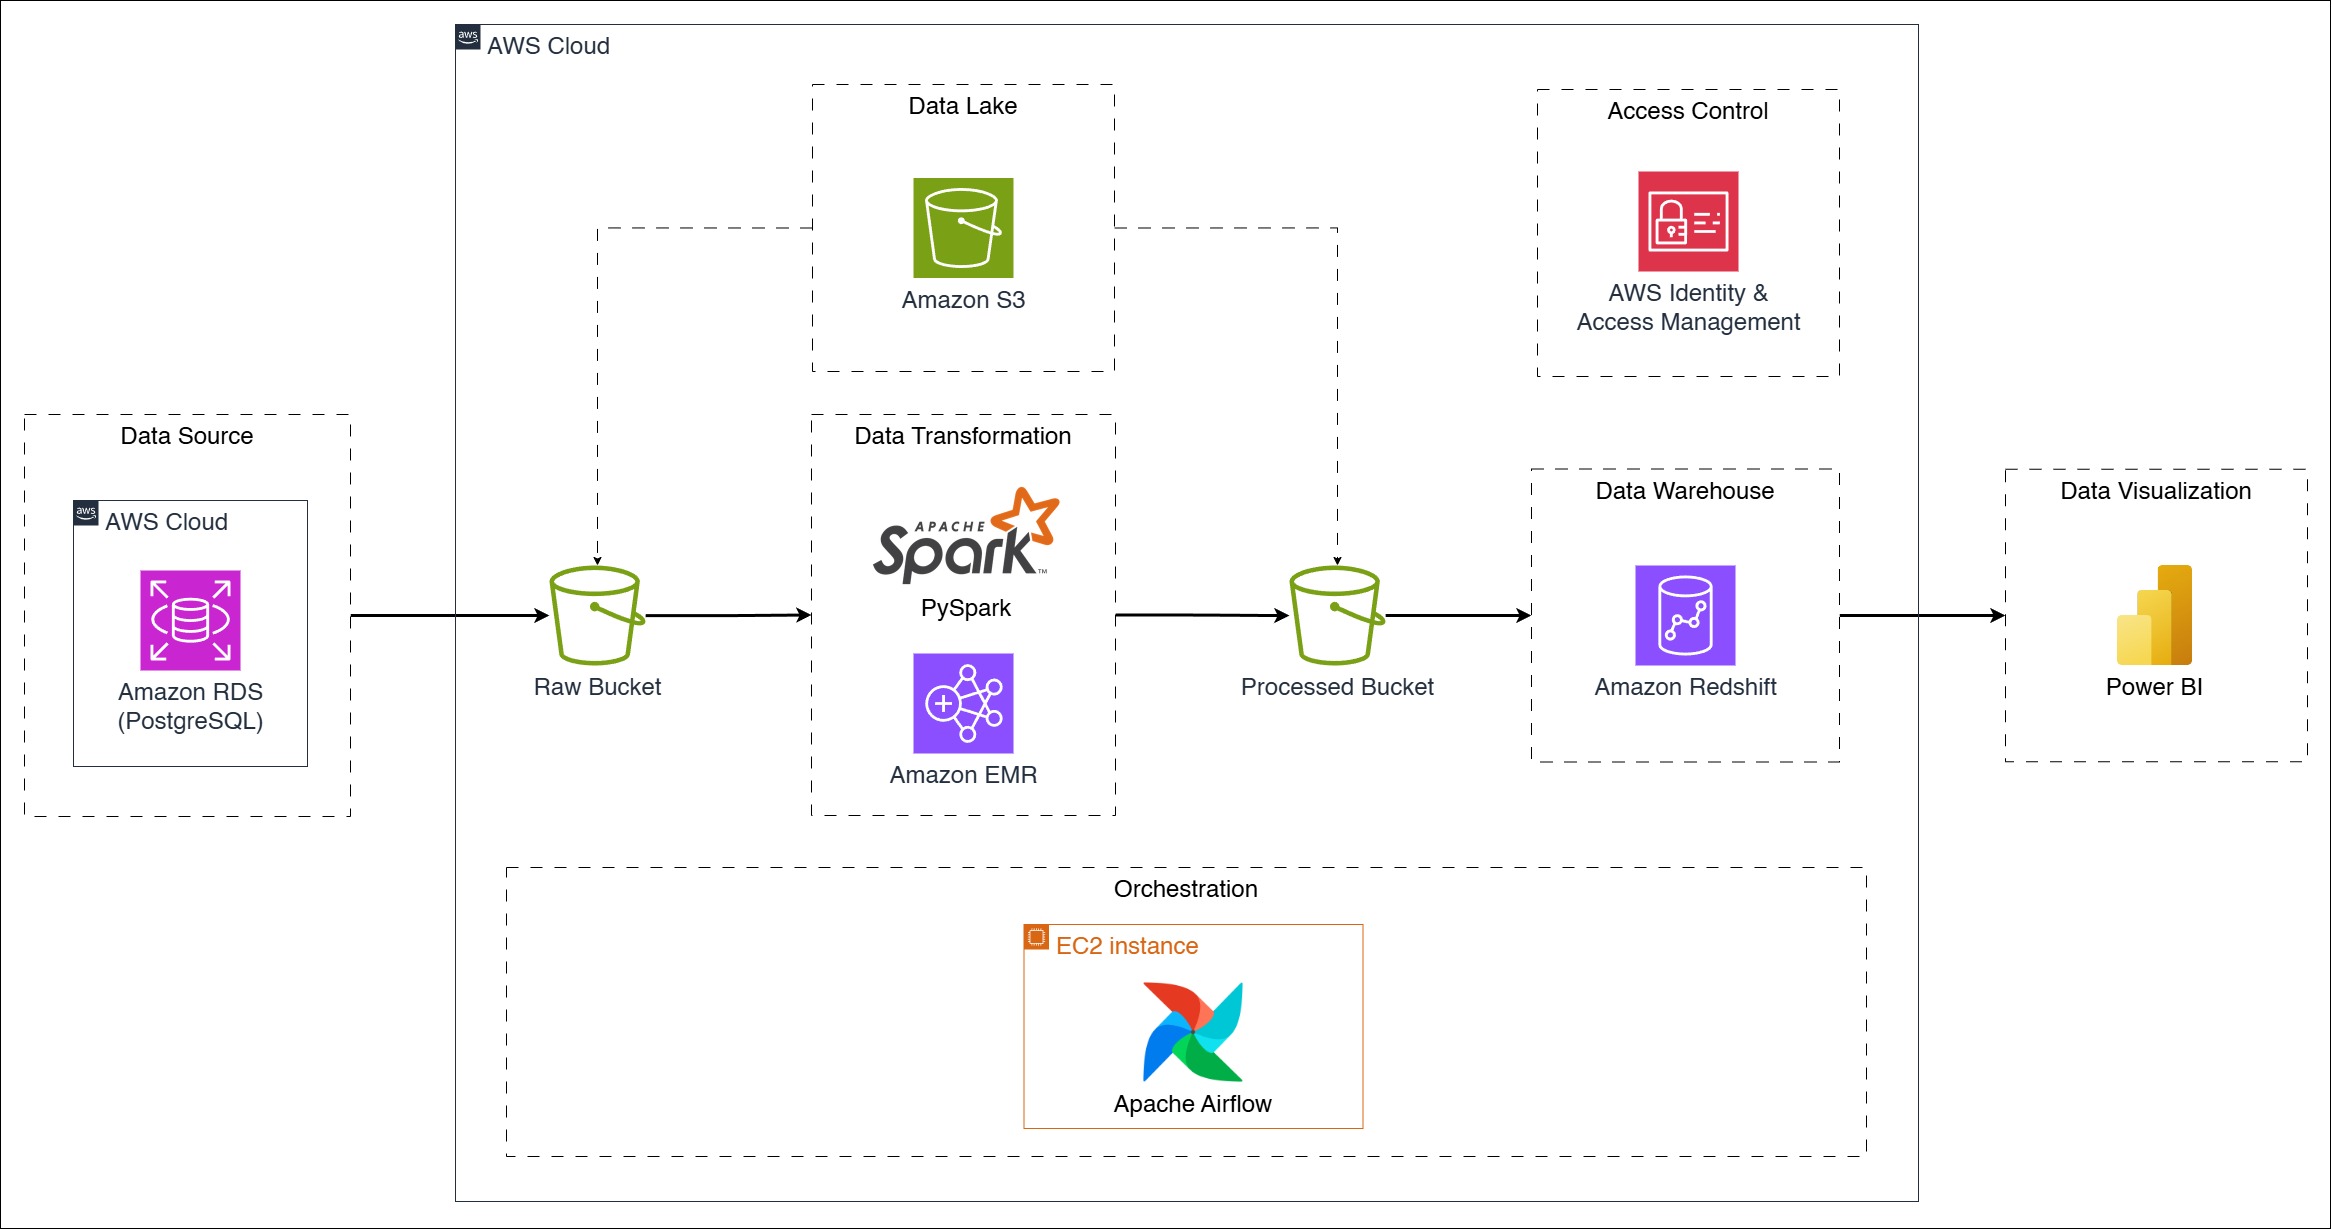 aws
AWS Cloud
Data Lake
Amazon S3
Access Control
AWS Identity &
Access Management
Data Source
aws
AWS Cloud
Amazon RDS
(PostgreSQL)
Raw Bucket
Data Transformation
APACHE
Spark™
PySpark
Amazon EMR
Processed Bucket
Data Warehouse
Amazon Redshift
Data Visualization
Power BI
Orchestration
EC2 instance
Apache Airflow